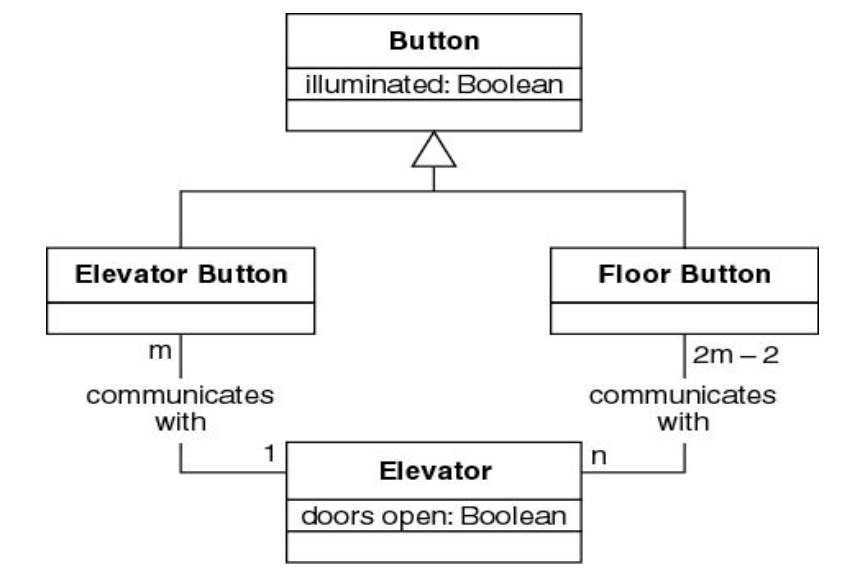 Button
illuminated: Boolean
Elevator Button
Floor Button
m
2m – 2
communicates
with
communicates
with
1
n
Elevator
doors open: Boolean